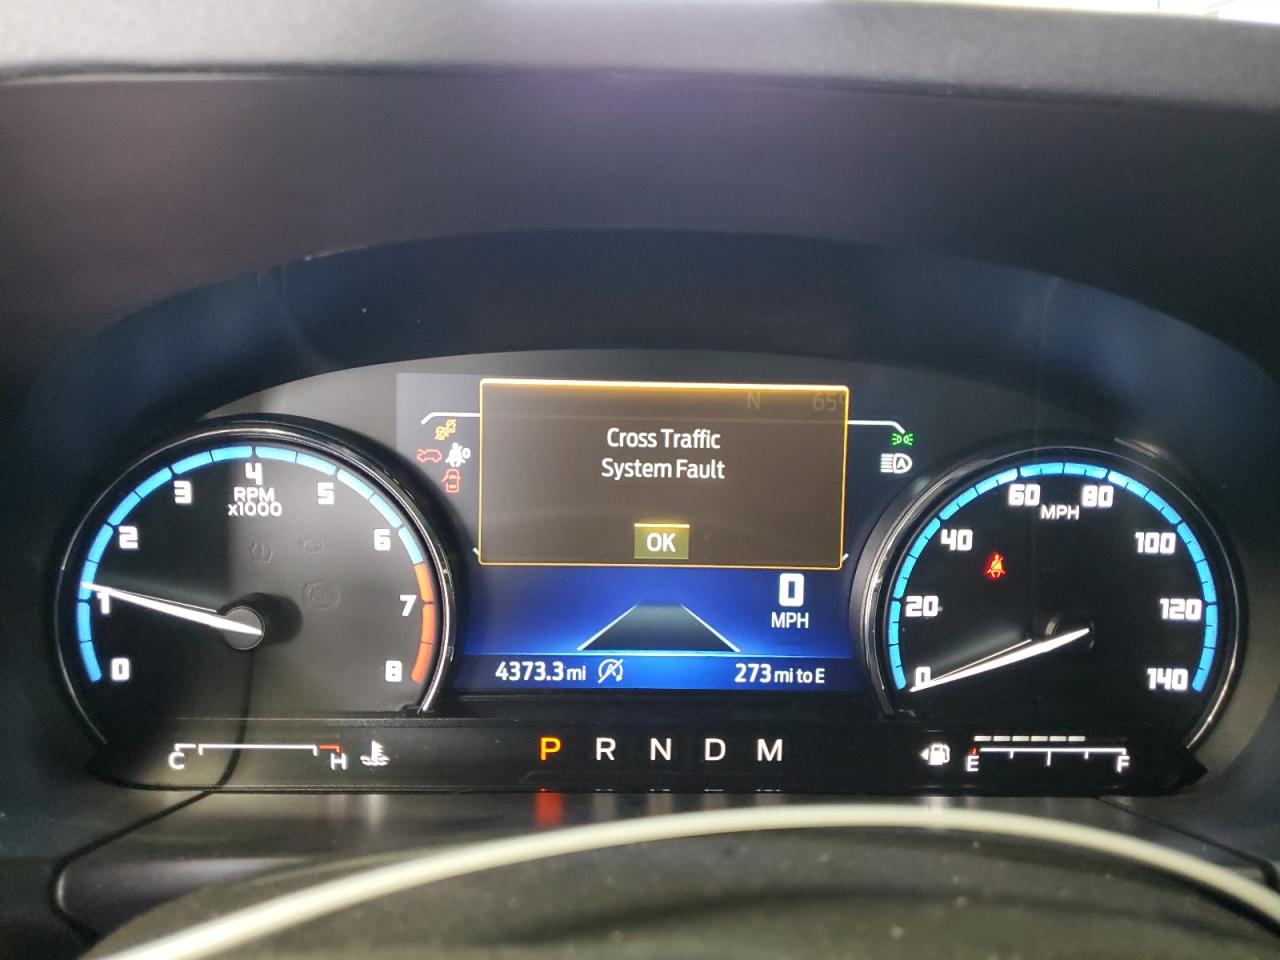 N 65°
Cross Traffic
System Fault
OK
0
MPH
4373.3 mi
273 mi to E
0
1
2
3
4
5
6
7
8
RPM
x1000
0
20
40
60
80
100
120
140
MPH
A
C H
P R N D M
E F